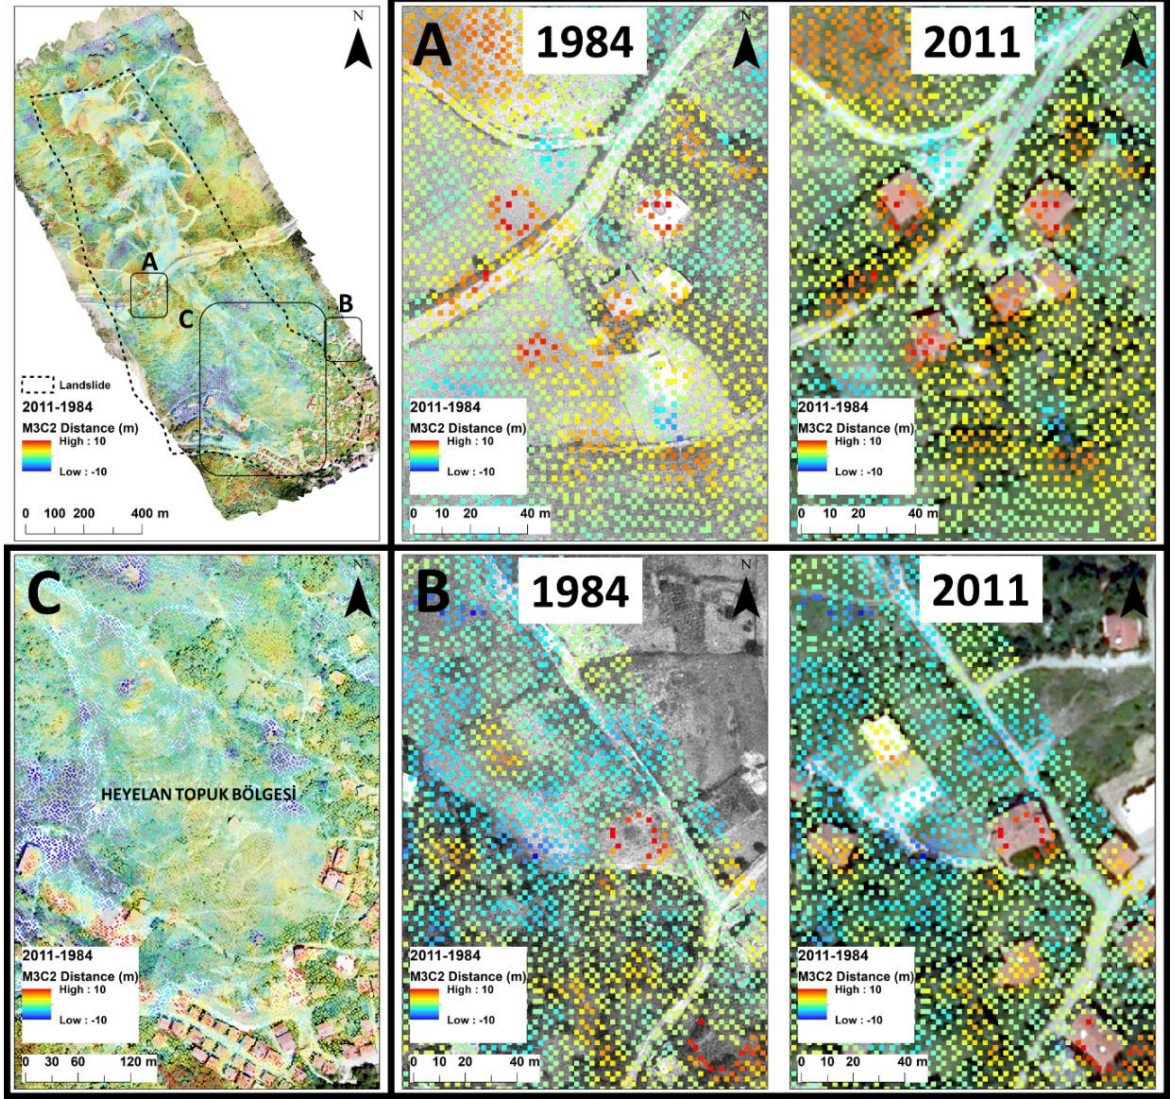 N
A
B
C
Landslide
2011-1984
M3C2 Distance (m)
High : 10
Low : -10
0 100 200 400 m
A
1984
N
2011-1984
M3C2 Distance (m)
High : 10
Low : -10
0 10 20 40 m
2011
N
2011-1984
M3C2 Distance (m)
High : 10
Low : -10
0 10 20 40 m
C
N
HEYELAN TOPUK BÖLGESİ
2011-1984
M3C2 Distance (m)
High : 10
Low : -10
0 30 60 120 m
B
1984
N
2011-1984
M3C2 Distance (m)
High : 10
Low : -10
0 10 20 40 m
2011
N
2011-1984
M3C2 Distance (m)
High : 10
Low : -10
0 10 20 40 m